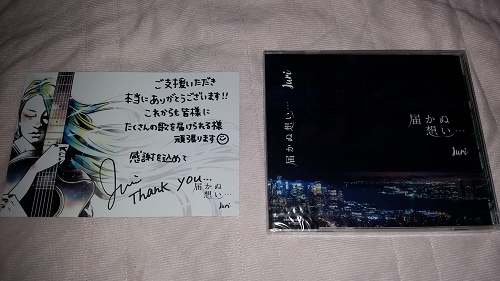 ご支援いただき
本当にありがとうございます!!
これからも皆様に
たくさんの歌を届けられる様
頑張ります
感謝を込めて
Juri
Thank you...
届かぬ
想い…
Juri
届かぬ想い… Juri
届かぬ
想い…
Juri